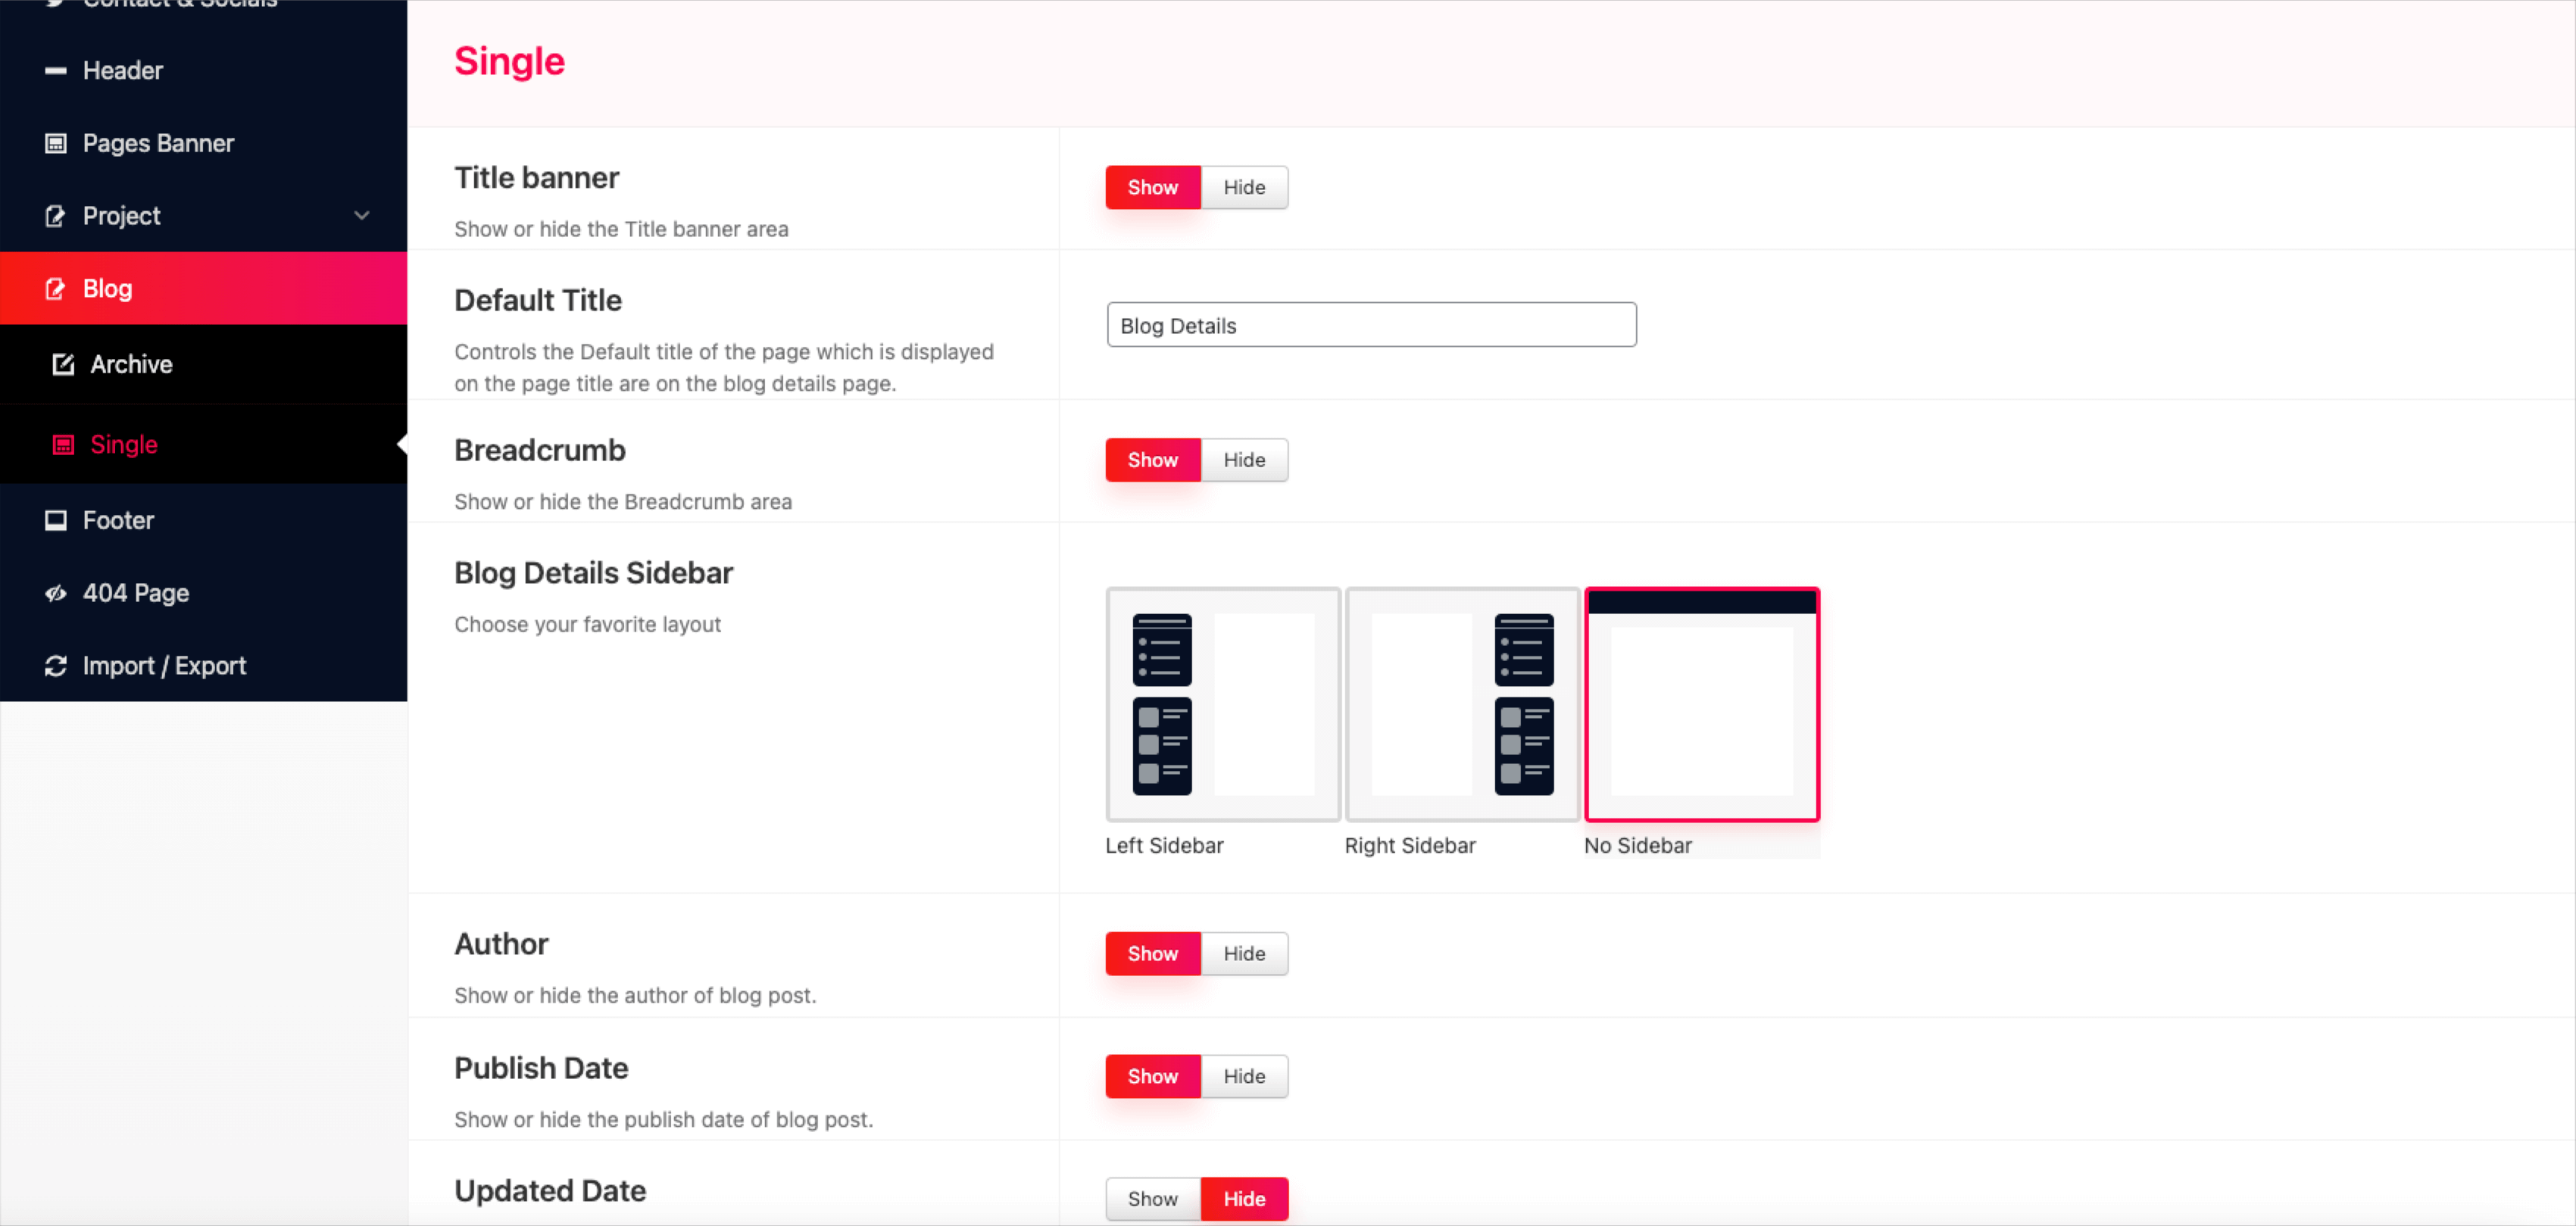 Contact & Socials
Header
Pages Banner
Project
Blog
Archive
Single
Footer
404 Page
Import / Export
Single
Title banner
Show or hide the Title banner area
Show
Hide
Default Title
Controls the Default title of the page which is displayed
on the page title are on the blog details page.
Blog Details
Breadcrumb
Show or hide the Breadcrumb area
Show
Hide
Blog Details Sidebar
Choose your favorite layout
Left Sidebar
Right Sidebar
No Sidebar
Author
Show or hide the author of blog post.
Show
Hide
Publish Date
Show or hide the publish date of blog post.
Show
Hide
Updated Date
Show
Hide